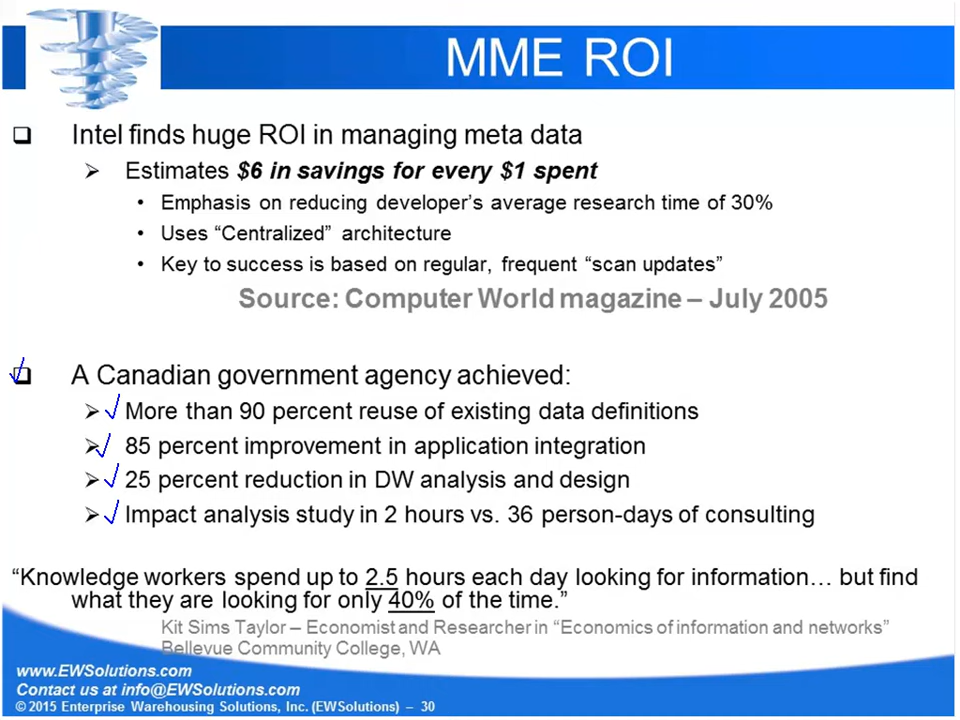 MME ROI
Intel finds huge ROI in managing meta data
Estimates $6 in savings for every $1 spent
Emphasis on reducing developer's average research time of 30%
Uses “Centralized” architecture
Key to success is based on regular, frequent “scan updates”
Source: Computer World magazine – July 2005
A Canadian government agency achieved:
More than 90 percent reuse of existing data definitions
85 percent improvement in application integration
25 percent reduction in DW analysis and design
Impact analysis study in 2 hours vs. 36 person-days of consulting
“Knowledge workers spend up to 2.5 hours each day looking for information… but find
what they are looking for only 40% of the time.”
Kit Sims Taylor – Economist and Researcher in “Economics of information and networks”
Bellevue Community College, WA
www.EWSolutions.com
Contact us at info@EWSolutions.com
© 2015 Enterprise Warehousing Solutions, Inc. (EWSolutions) – 30